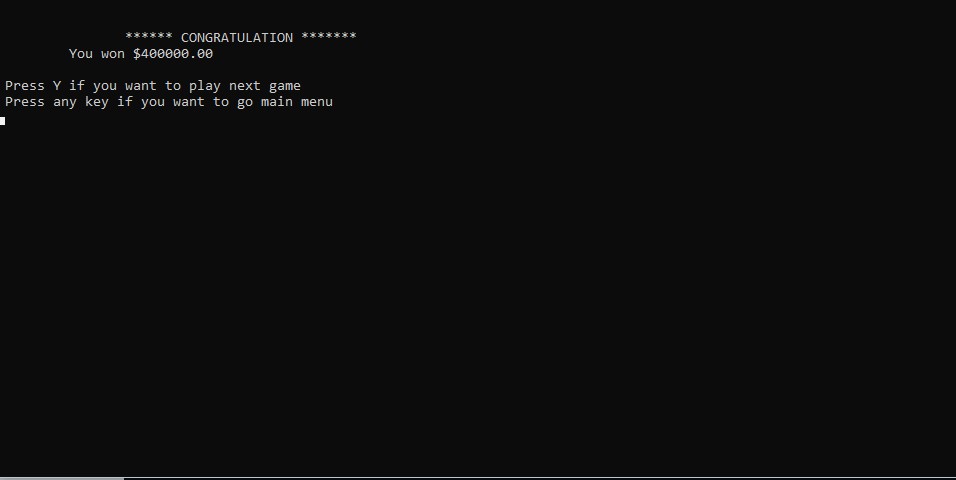 ****** CONGRATULATION *******
You won $400000.00
Press Y if you want to play next game
Press any key if you want to go main menu